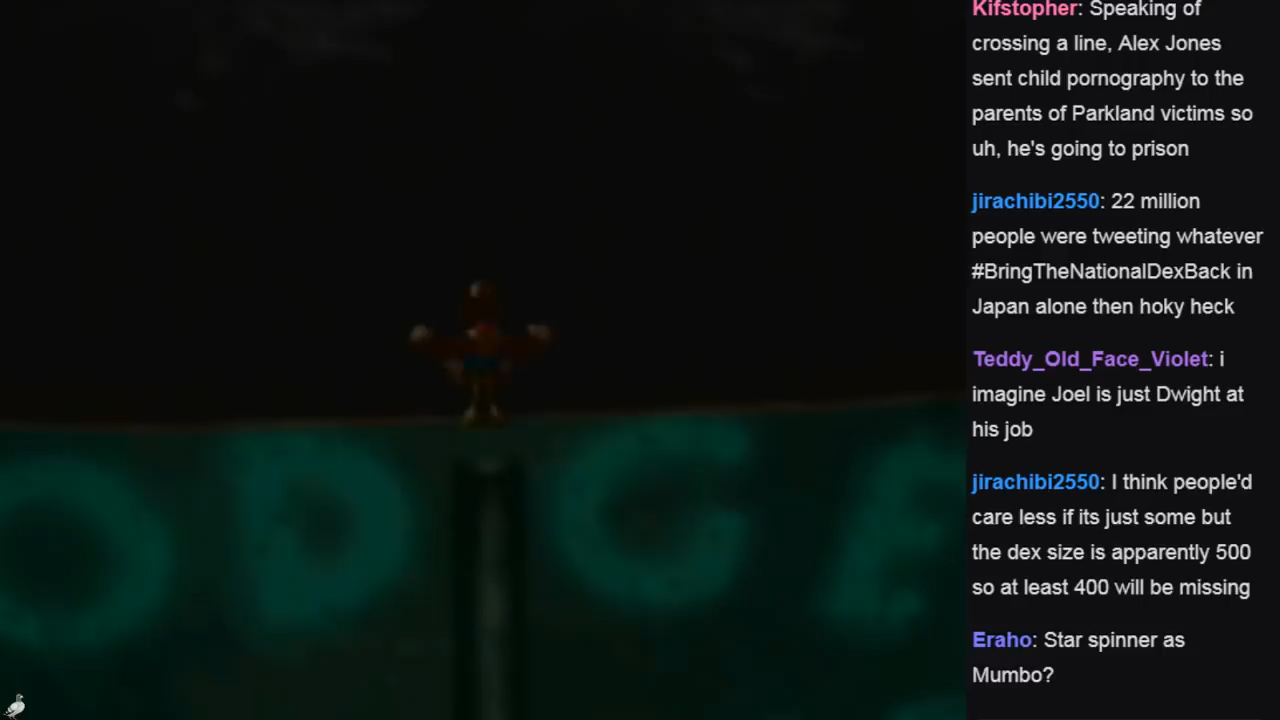 Kifstopher: Speaking of
crossing a line, Alex Jones
sent child pornography to the
parents of Parkland victims so
uh, he's going to prison
jirachibi2550: 22 million
people were tweeting whatever
#BringTheNationalDexBack in
Japan alone then hoky heck
Teddy_Old_Face_Violet: i
imagine Joel is just Dwight at
his job
jirachibi2550: I think people'd
care less if its just some but
the dex size is apparently 500
so at least 400 will be missing
Eraho: Star spinner as
Mumbo?
O D G E